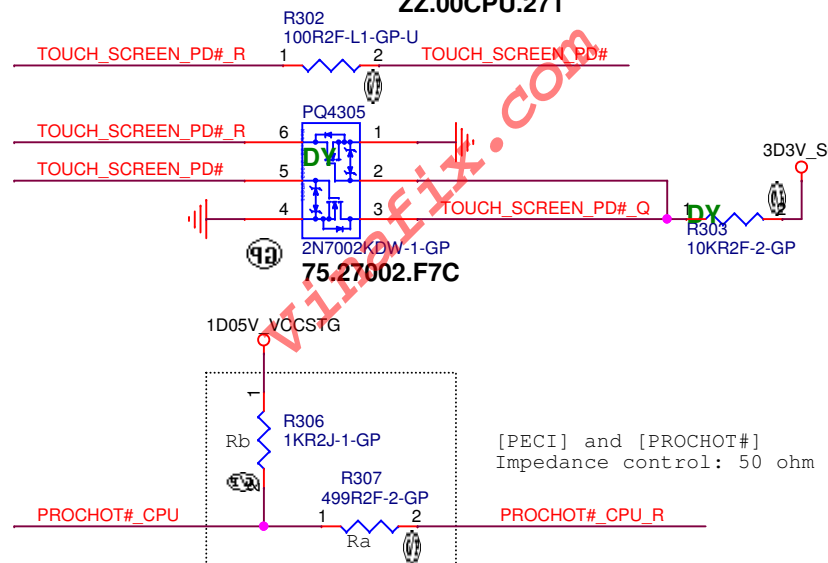 ZZ.00CPU.271
R302
100R2F-L1-GP-U
TOUCH_SCREEN_PD#_R
1
2
TOUCH_SCREEN_PD#
PQ4305
TOUCH_SCREEN_PD#_R
6
1
DY
TOUCH_SCREEN_PD#
5
2
3D3V_S
4
3
TOUCH_SCREEN_PD#_Q
1
DY
2
R303
10KR2F-2-GP
2N7002KDW-1-GP
75.27002.F7C
Vinafix.com
1D05V_VCCSTG
1
R306
1KR2J-1-GP
Rb
[PECI] and [PROCHOT#]
Impedance control: 50 ohm
R307
499R2F-2-GP
PROCHOT#_CPU
1
2
PROCHOT#_CPU_R
Ra